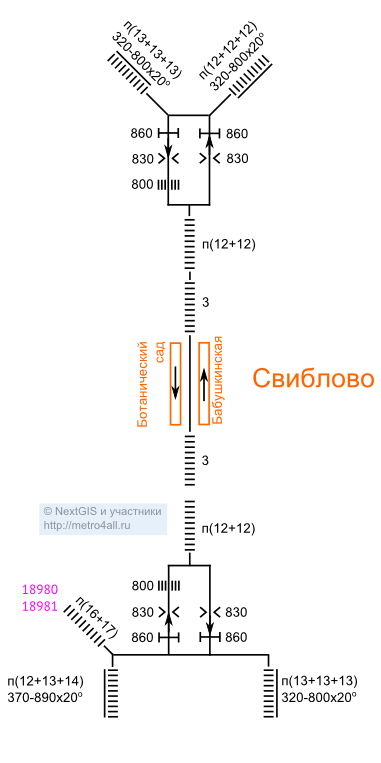 п(13+13+13)
320-800x20°
п(12+12+12)
320-800x20°
860
860
830
830
800
п(12+12)
3
Ботанический
сад
Бабушкинская
Свиблово
3
© NextGIS и участники
http://metro4all.ru
п(12+12)
800
18980
18981
п(16+17)
830
830
860
860
п(12+13+14)
370-890x20°
п(13+13+13)
320-800x20°